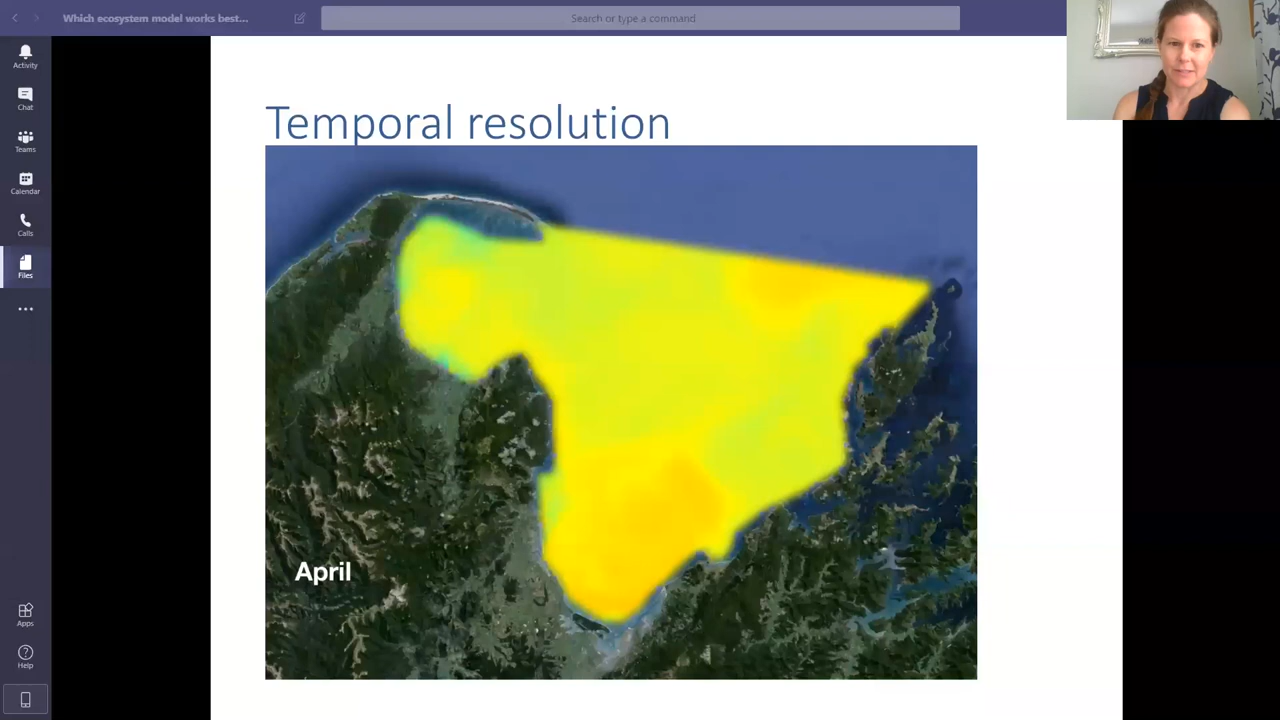 Which ecosystem model works best...
Search or type a command
Activity
Chat
Teams
Calendar
Calls
Files
Apps
Help
Temporal resolution
April